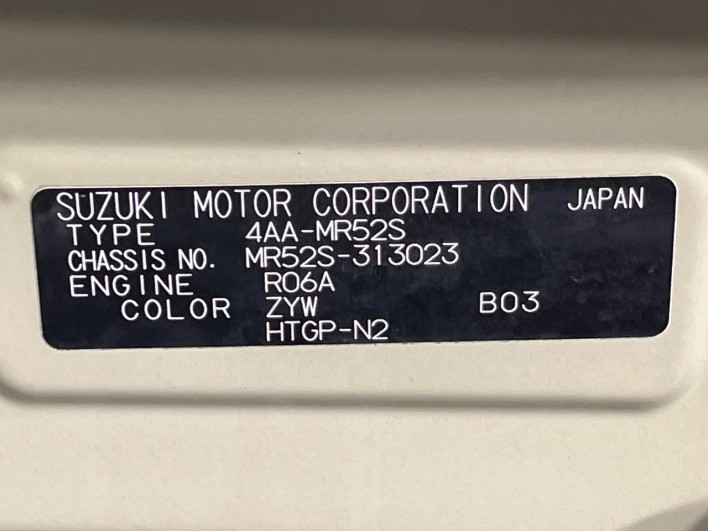 SUZUKI MOTOR CORPORATION JAPAN
TYPE 4AA-MR52S
CHASSIS NO. MR52S-313023
ENGINE R06A
COLOR ZYW B03
HTGP-N2